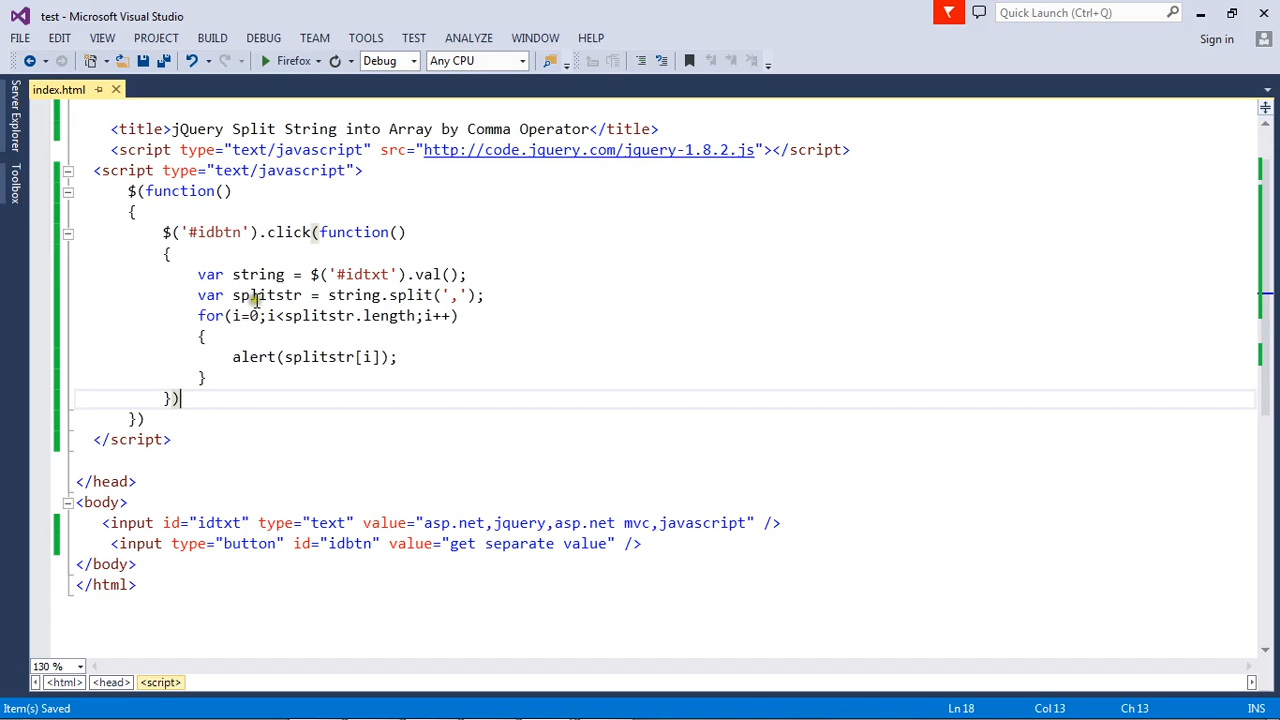 test - Microsoft Visual Studio
Quick Launch (Ctrl+Q)
FILE EDIT VIEW PROJECT BUILD DEBUG TEAM TOOLS TEST ANALYZE WINDOW HELP
Sign in
Firefox Debug Any CPU
Server Explorer
Toolbox
index.html
<title>jQuery Split String into Array by Comma Operator</title>
<script type="text/javascript" src="http://code.jquery.com/jquery-1.8.2.js"></script>
<script type="text/javascript">
$(function()
{
$('#idbtn').click(function()
{
var string = $('#idtxt').val();
var splitstr = string.split(',');
for(i=0;i<splitstr.length;i++)
{
alert(splitstr[i]);
}
})
})
</script>
</head>
<body>
<input id="idtxt" type="text" value="asp.net,jquery,asp.net mvc,javascript" />
<input type="button" id="idbtn" value="get separate value" />
</body>
</html>
130 %
<html> <head> <script>
Item(s) Saved
Ln 18 Col 13 Ch 13 INS